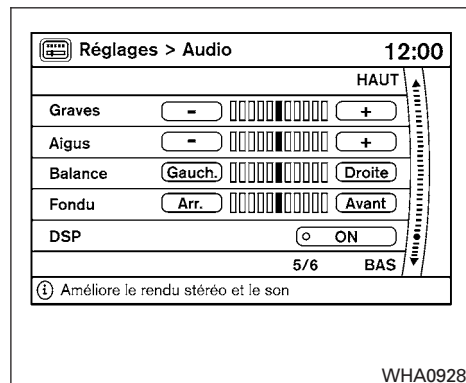 Réglages > Audio 12:00
HAUT
Graves - +
Aigus - +
Balance Gauch. Droite
Fondu Arr. Avant
DSP ON
5/6 BAS
i Améliore le rendu stéréo et le son
WHA0928